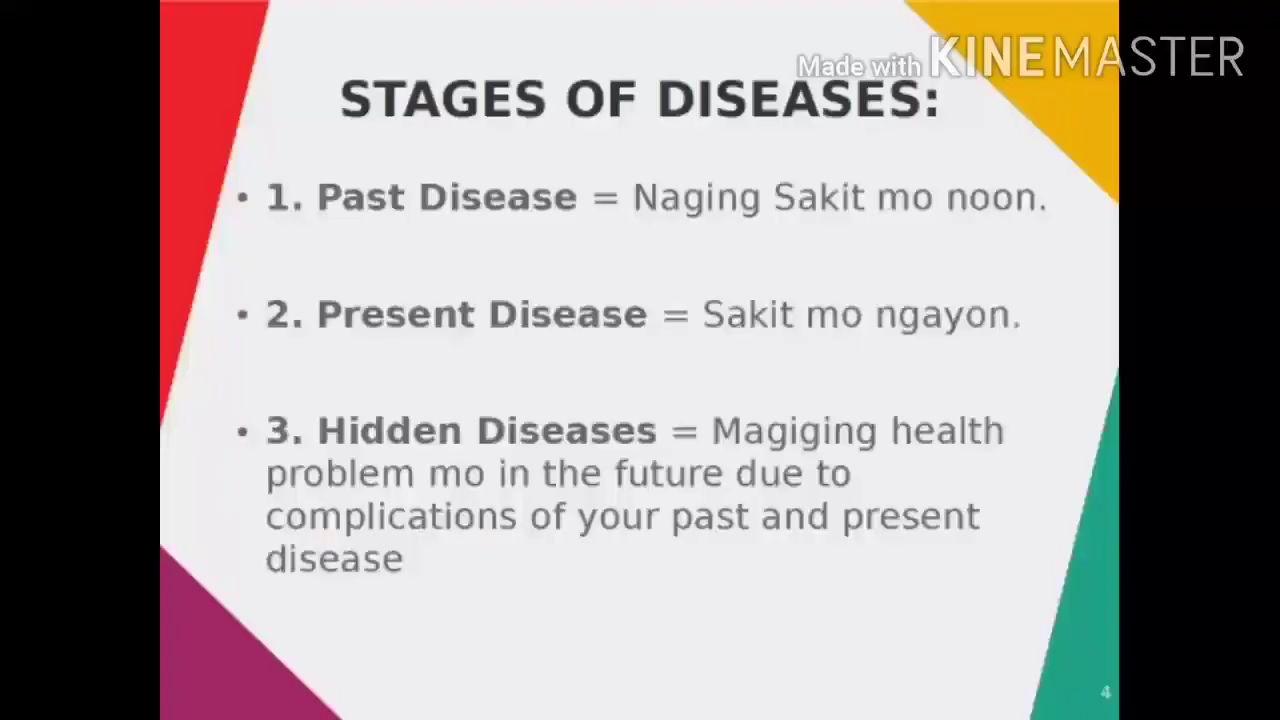 Made with KINEMASTER
STAGES OF DISEASES:
• 1. Past Disease = Naging Sakit mo noon.
• 2. Present Disease = Sakit mo ngayon.
• 3. Hidden Diseases = Magiging health
problem mo in the future due to
complications of your past and present
disease
4